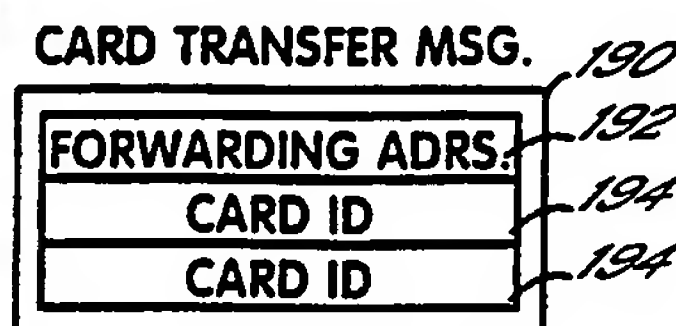 CARD TRANSFER MSG.
190
FORWARDING ADRS.
192
CARD ID
194
CARD ID
194